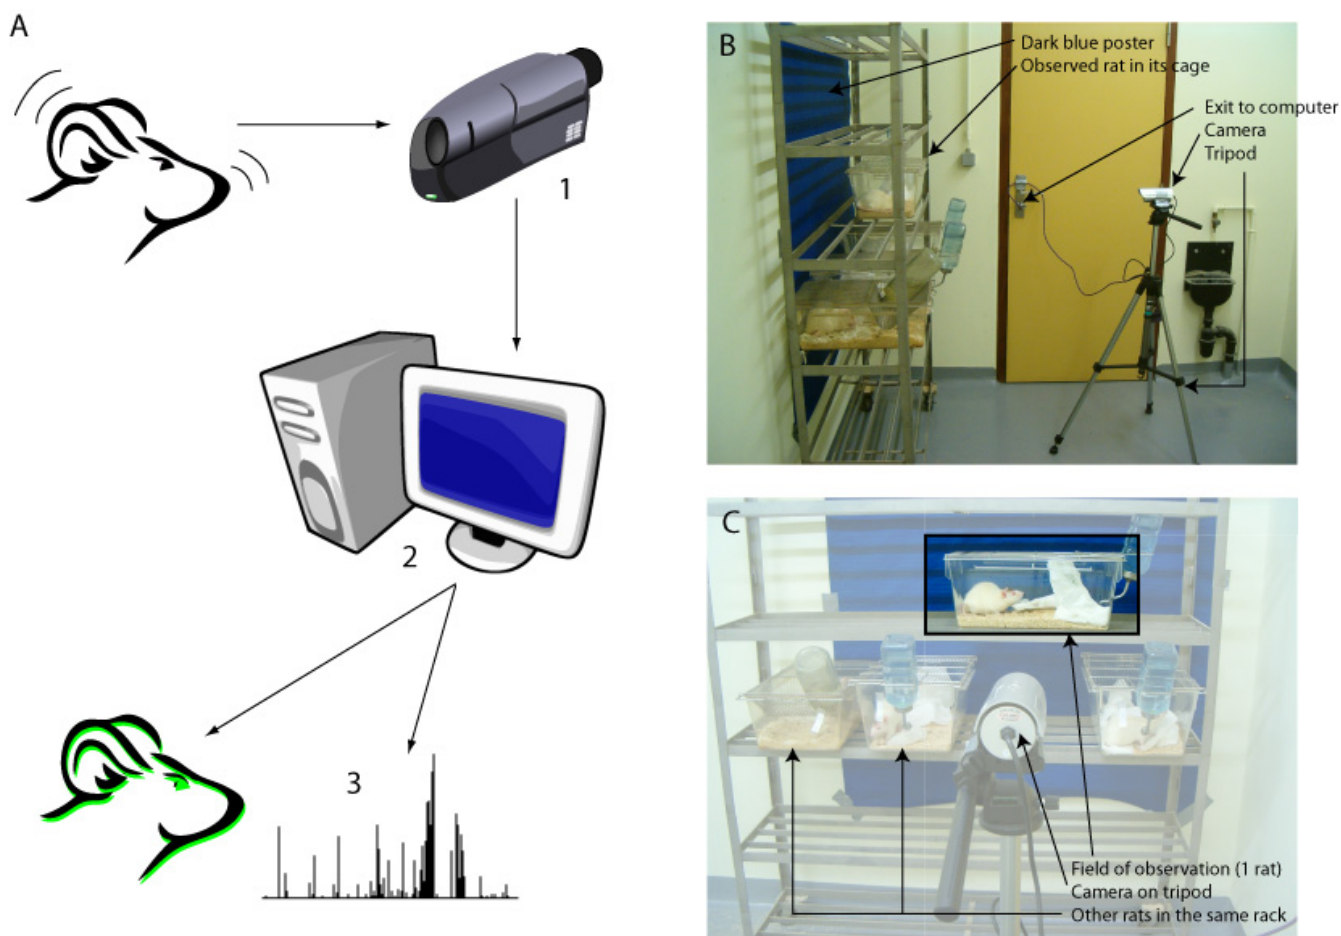 A
1
2
3
B
Dark blue poster
Observed rat in its cage
Exit to computer
Camera
Tripod
C
Field of observation (1 rat)
Camera on tripod
Other rats in the same rack